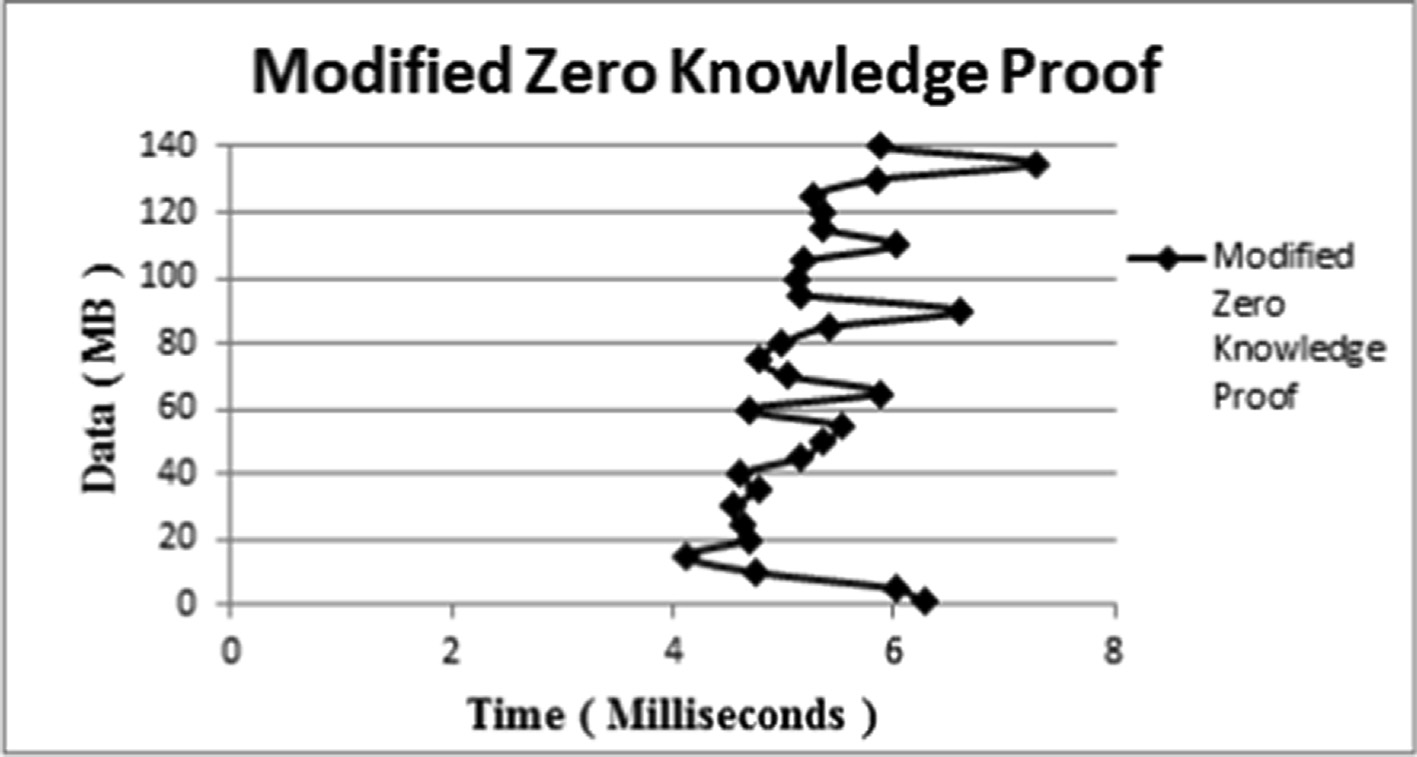 Modified Zero Knowledge Proof
140
120
100
80
60
40
20
0
Data ( MB )
0 2 4 6 8
Time ( Milliseconds )
Modified
Zero
Knowledge
Proof